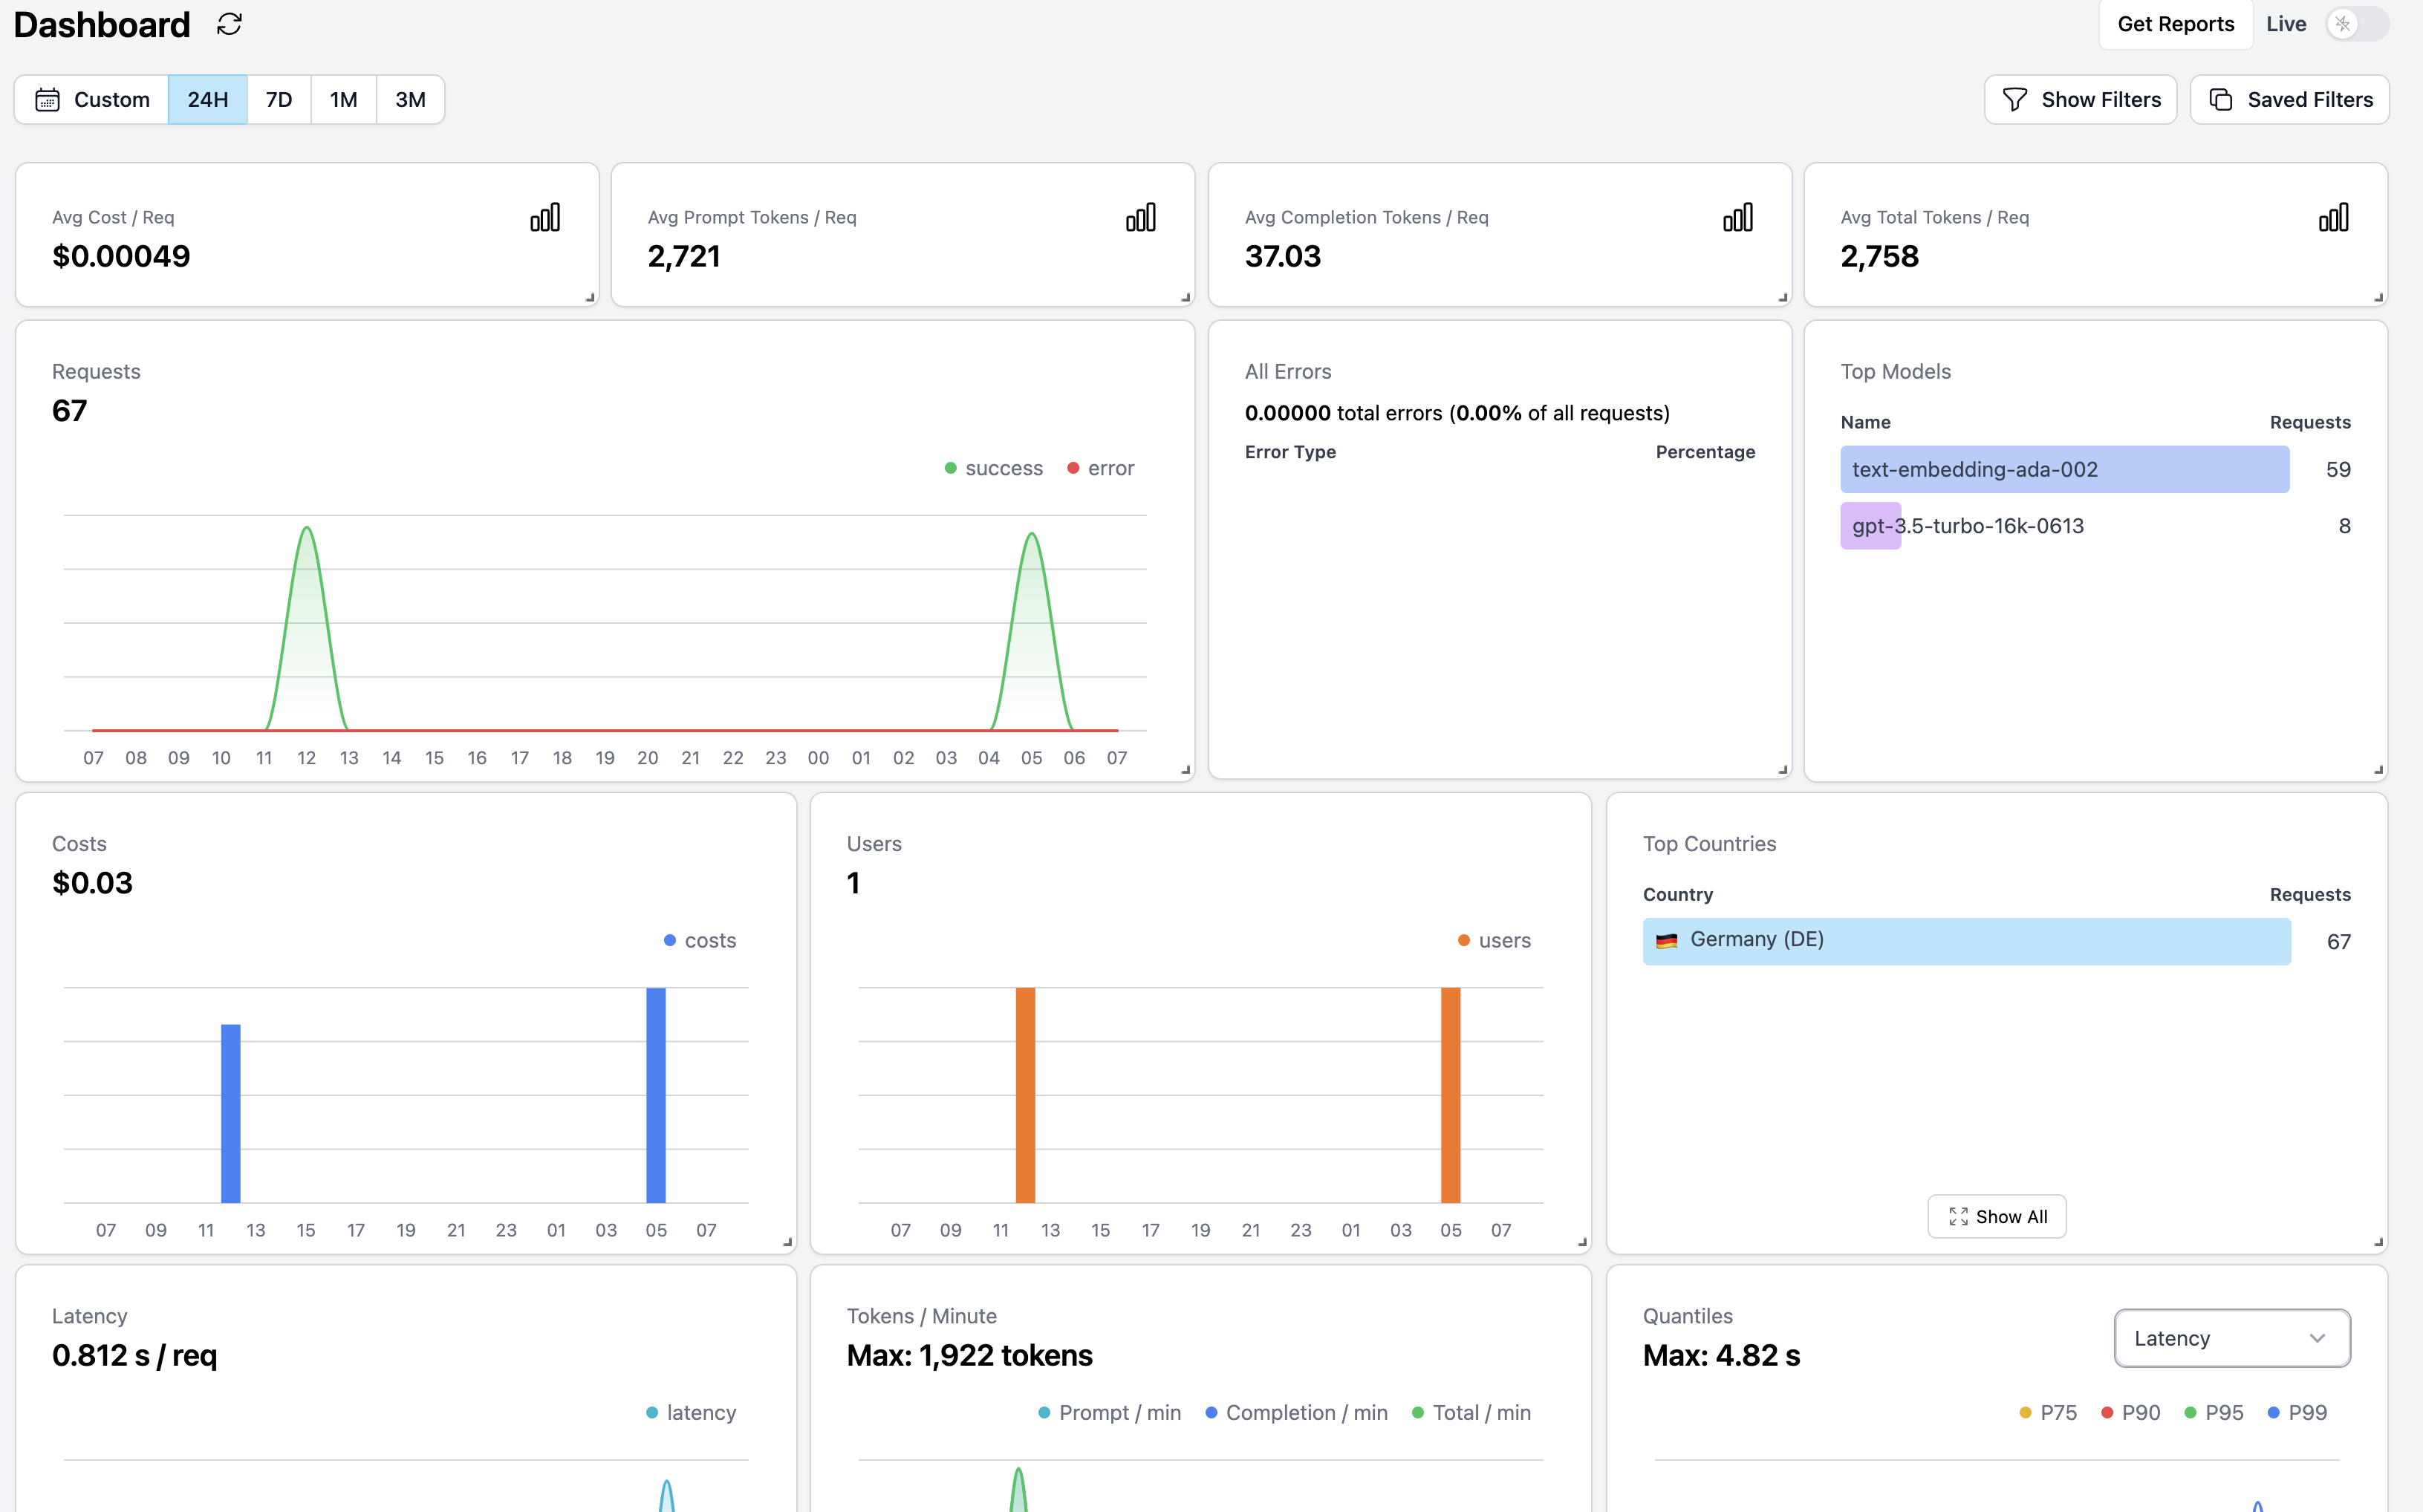 Dashboard
Get Reports Live
Custom 24H 7D 1M 3M
Show Filters Saved Filters
Avg Cost / Req
$0.00049
Avg Prompt Tokens / Req
2,721
Avg Completion Tokens / Req
37.03
Avg Total Tokens / Req
2,758
Requests
67
success error
07 08 09 10 11 12 13 14 15 16 17 18 19 20 21 22 23 00 01 02 03 04 05 06 07
All Errors
0.00000 total errors (0.00% of all requests)
Error Type Percentage
Top Models
Name Requests
text-embedding-ada-002 59
gpt-3.5-turbo-16k-0613 8
Costs
$0.03
costs
07 09 11 13 15 17 19 21 23 01 03 05 07
Users
1
users
07 09 11 13 15 17 19 21 23 01 03 05 07
Top Countries
Country Requests
Germany (DE) 67
Show All
Latency
0.812 s / req
latency
Tokens / Minute
Max: 1,922 tokens
Prompt / min Completion / min Total / min
Quantiles
Max: 4.82 s
Latency
P75 P90 P95 P99